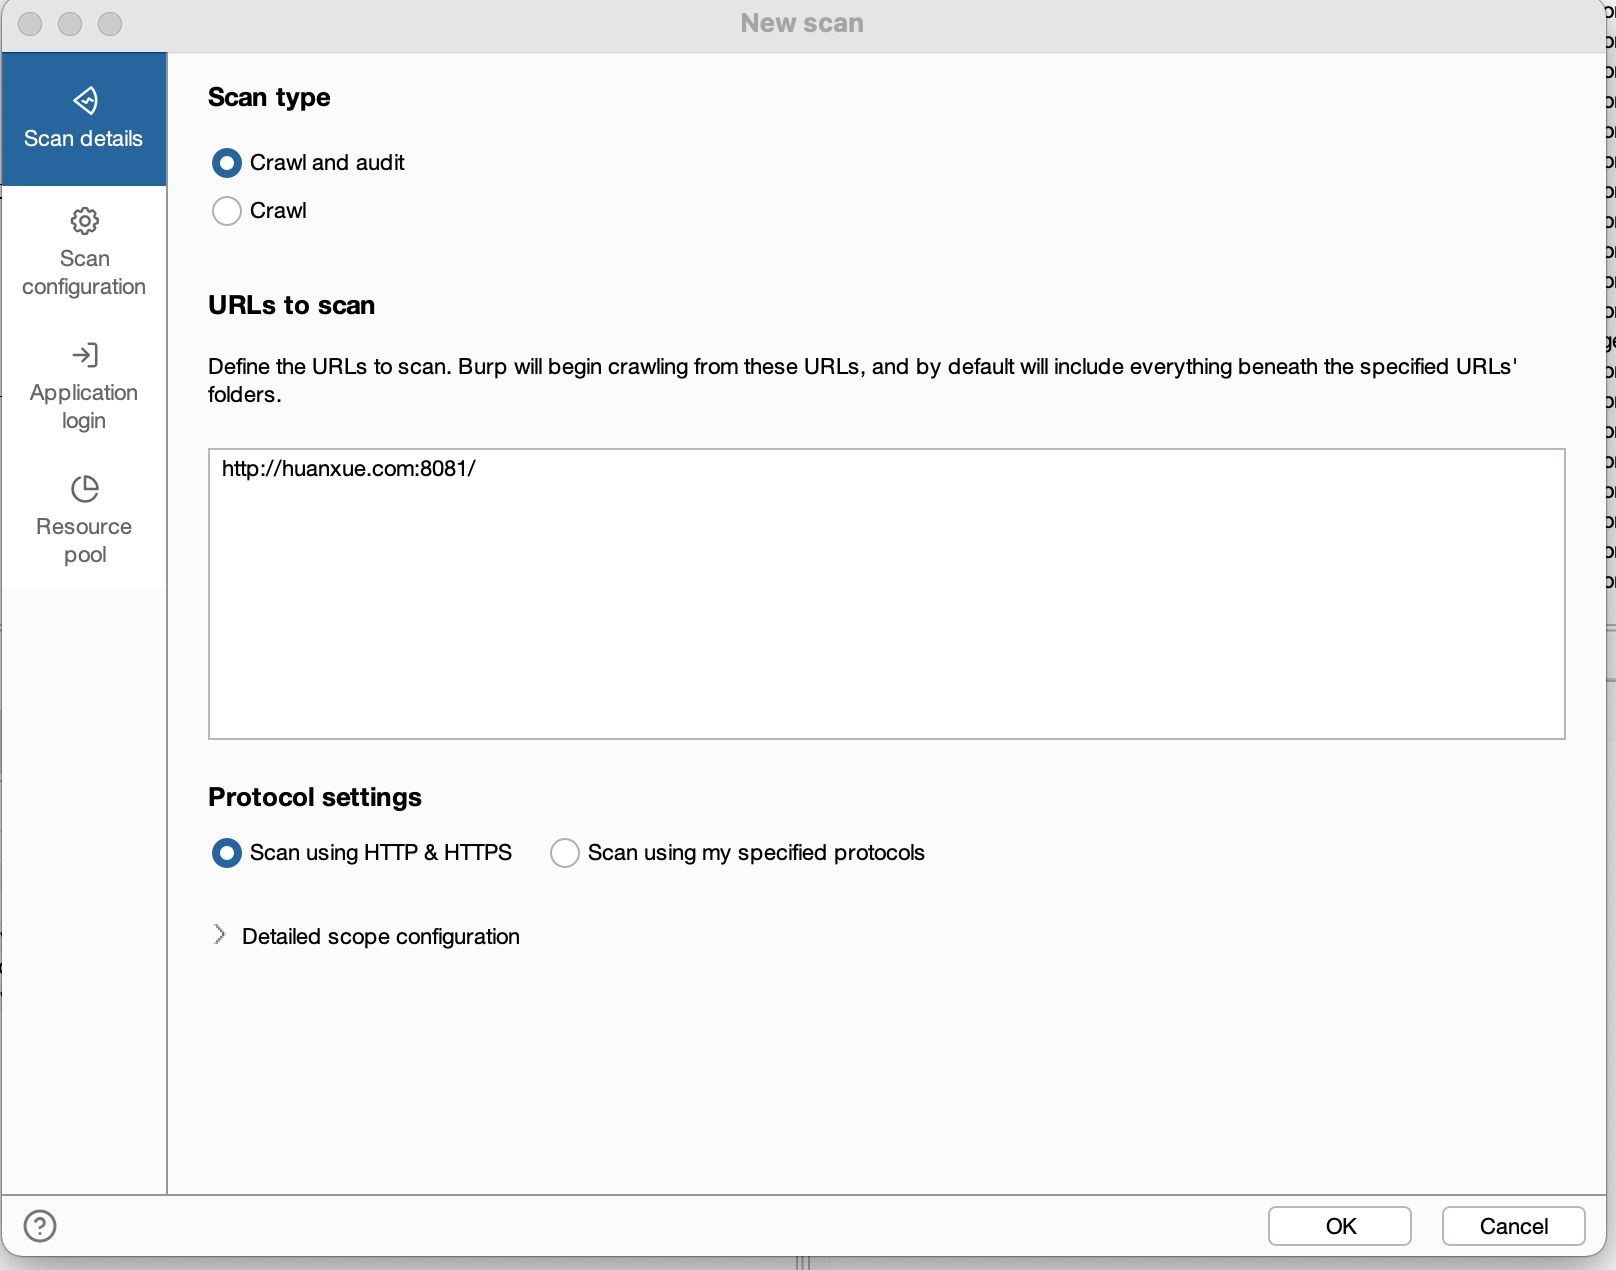 New scan
Scan details
Scan
configuration
Application
login
Resource
pool
Scan type
Crawl and audit
Crawl
URLs to scan
Define the URLs to scan. Burp will begin crawling from these URLs, and by default will include everything beneath the specified URLs'
folders.
http://huanxue.com:8081/
Protocol settings
Scan using HTTP & HTTPS
Scan using my specified protocols
Detailed scope configuration
OK
Cancel